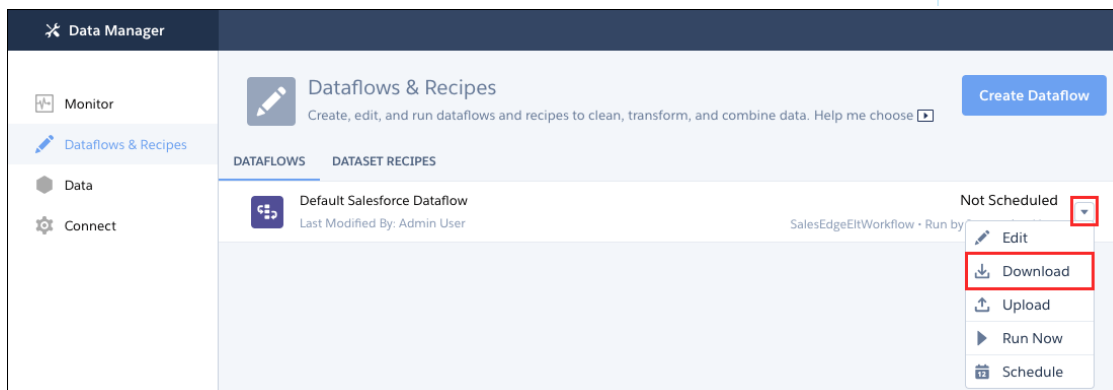 Data Manager
Monitor
Dataflows & Recipes
Data
Connect
Dataflows & Recipes
Create, edit, and run dataflows and recipes to clean, transform, and combine data. Help me choose
Create Dataflow
DATAFLOWS DATASET RECIPES
Default Salesforce Dataflow
Last Modified By: Admin User
Not Scheduled
SalesEdgeEltWorkflow • Run by
Edit
Download
Upload
Run Now
Schedule